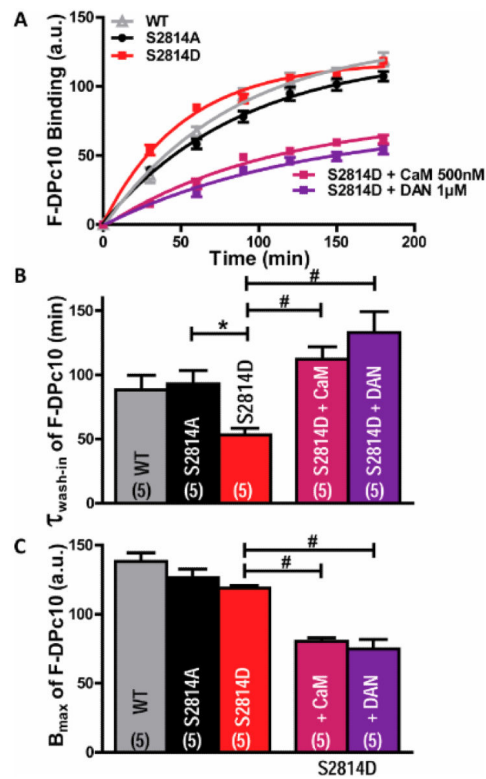 A
WT
S2814A
S2814D
F-DPc10 Binding (a.u.)
150
100
50
0
S2814D + CaM 500nM
S2814D + DAN 1µM
0
50
100
150
200
Time (min)
B
τwash-in of F-DPc10 (min)
150
100
50
0
#
#
*
WT
S2814A
S2814D
S2814D + CaM
S2814D + DAN
(5)
(5)
(5)
(5)
(5)
C
Bmax of F-DPc10 (a.u.)
150
100
50
0
#
#
WT
S2814A
S2814D
+ CaM
+ DAN
(5)
(5)
(5)
(5)
(5)
S2814D